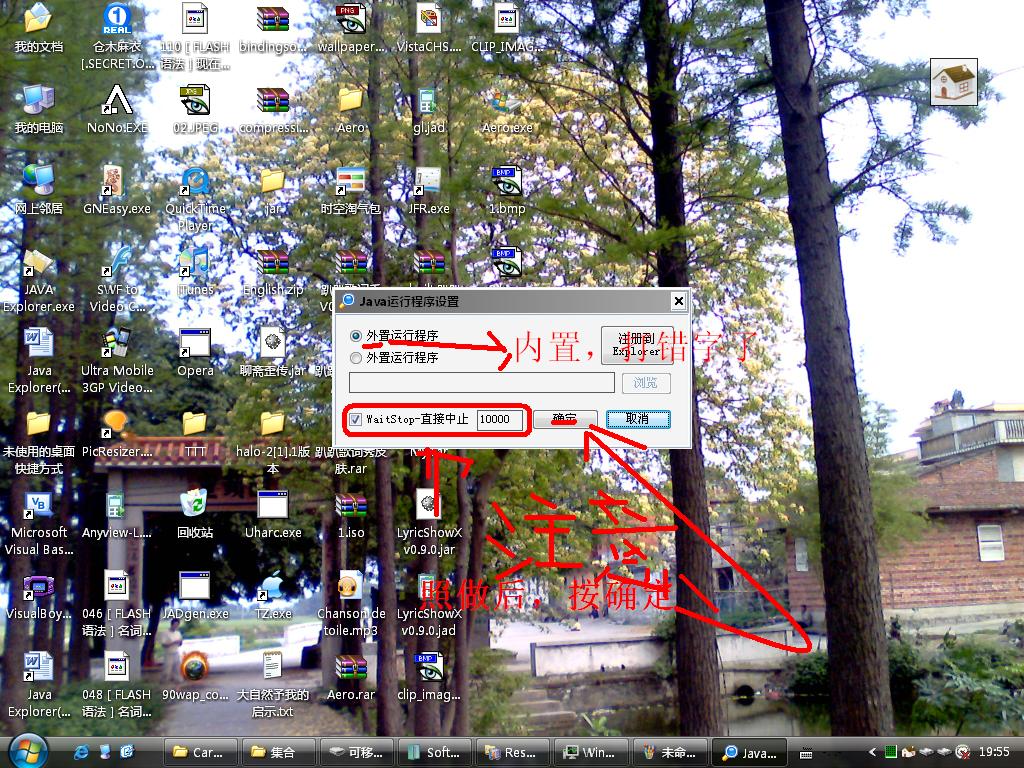 我的文档
仓木麻衣
[.SECRET.O...
110 [ FLASH
语法 ] 现在...
bindingso...
wallpaper...
VistaCHS....
CLIP_IMAG...
我的电脑
NoNo.EXE
02.JPEG
compressi...
Aero
gl.jad
Aero.exe
网上邻居
GNEasy.exe
QuickTime
Player
jar
时空淘气包
JFR.exe
1.bmp
JAVA
Explorer.exe
SWF to
Video C...
iTunes
English.zip
Java运行程序设置
外置运行程序
外置运行程序
注册到
Explorer
内置，打错字了
浏览
WaitStop-直接中止
10000
确定
取消
Java
Explorer(...
Ultra Mobile
3GP Video...
Opera
聊斋歪传.jar
未使用的桌面
快捷方式
PicResizer....
TTT
halo-2[1].1版
本
趴趴歌词秀皮
肤.rar
注意
照做后，按确定
Microsoft
Visual Bas...
Anyview-L....
回收站
Uharc.exe
1.iso
LyricShowX
v0.9.0.jar
VisualBoy...
046 [ FLASH
语法 ] 名词...
JADgen.exe
TZ.exe
Chanson de
toile.mp3
LyricShowX
v0.9.0.jad
Java
Explorer(...
048 [ FLASH
语法 ] 名词...
90wap_co...
大自然予我的
启示.txt
Aero.rar
clip_imag...
Car...
集合
可移...
Soft...
Res...
Win...
未命...
Java...
19:55